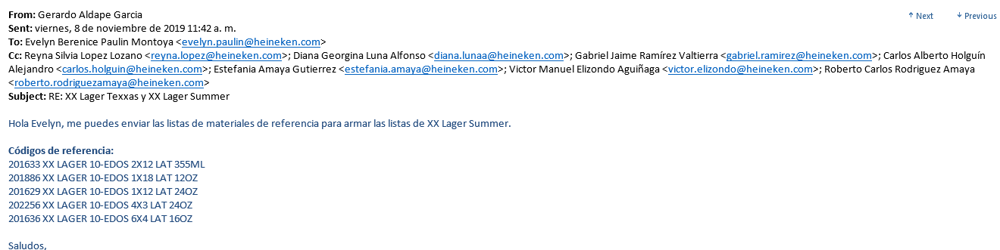 From: Gerardo Aldape Garcia
↑ Next ↓ Previous
Sent: viernes, 8 de noviembre de 2019 11:42 a. m.
To: Evelyn Berenice Paulin Montoya <evelyn.paulin@heineken.com>
Cc: Reyna Silvia Lopez Lozano <reyna.lopez@heineken.com>; Diana Georgina Luna Alfonso <diana.lunaa@heineken.com>; Gabriel Jaime Ramírez Valtierra <gabriel.ramirez@heineken.com>; Carlos Alberto Holguín
Alejandro <carlos.holguin@heineken.com>; Estefania Amaya Gutierrez <estefania.amaya@heineken.com>; Victor Manuel Elizondo Aguiñaga <victor.elizondo@heineken.com>; Roberto Carlos Rodriguez Amaya
<roberto.rodriguezamaya@heineken.com>
Subject: RE: XX Lager Texxas y XX Lager Summer
Hola Evelyn, me puedes enviar las listas de materiales de referencia para armar las listas de XX Lager Summer.
Códigos de referencia:
201633 XX LAGER 10-EDOS 2X12 LAT 355ML
201886 XX LAGER 10-EDOS 1X18 LAT 12OZ
201629 XX LAGER 10-EDOS 1X12 LAT 24OZ
202256 XX LAGER 10-EDOS 4X3 LAT 24OZ
201636 XX LAGER 10-EDOS 6X4 LAT 16OZ
Saludos,